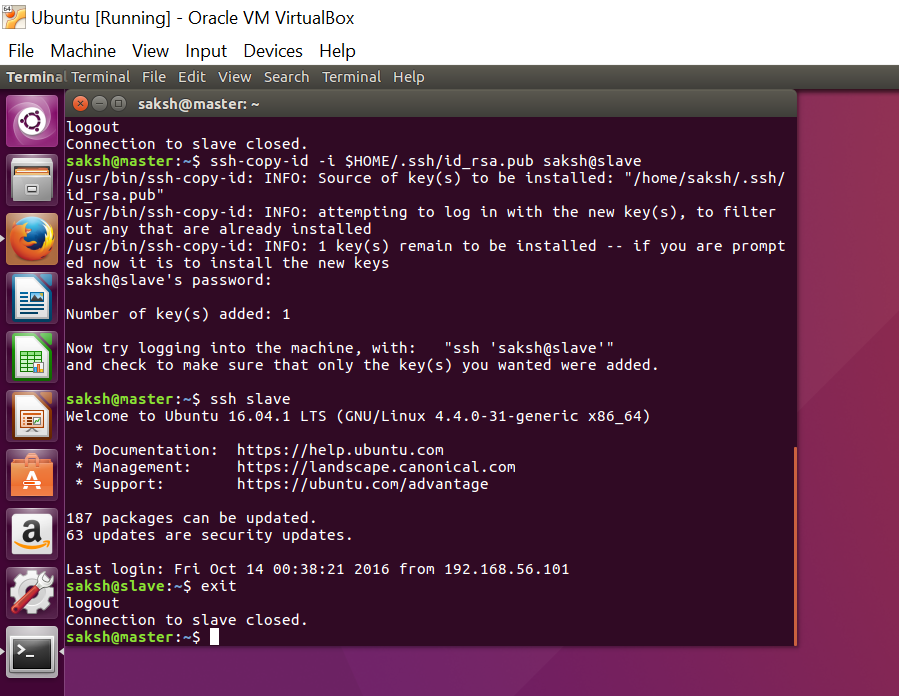 64
Ubuntu [Running] - Oracle VM VirtualBox
File Machine View Input Devices Help
Terminal Terminal File Edit View Search Terminal Help
saksh@master: ~
logout
Connection to slave closed.
saksh@master:~$ ssh-copy-id -i $HOME/.ssh/id_rsa.pub saksh@slave
/usr/bin/ssh-copy-id: INFO: Source of key(s) to be installed: "/home/saksh/.ssh/
id_rsa.pub"
/usr/bin/ssh-copy-id: INFO: attempting to log in with the new key(s), to filter
out any that are already installed
/usr/bin/ssh-copy-id: INFO: 1 key(s) remain to be installed -- if you are prompt
ed now it is to install the new keys
saksh@slave's password:
Number of key(s) added: 1
Now try logging into the machine, with:   "ssh 'saksh@slave'"
and check to make sure that only the key(s) you wanted were added.
saksh@master:~$ ssh slave
Welcome to Ubuntu 16.04.1 LTS (GNU/Linux 4.4.0-31-generic x86_64)
* Documentation:  https://help.ubuntu.com
* Management:     https://landscape.canonical.com
* Support:        https://ubuntu.com/advantage
187 packages can be updated.
63 updates are security updates.
Last login: Fri Oct 14 00:38:21 2016 from 192.168.56.101
saksh@slave:~$ exit
logout
Connection to slave closed.
saksh@master:~$
A
a
>_